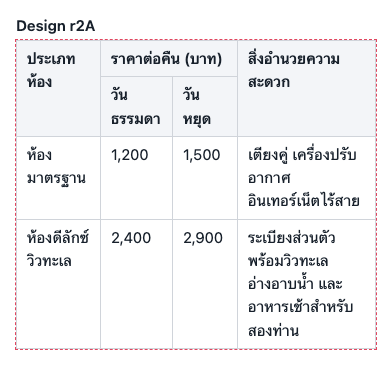 Design r2A
ประเภท
ห้อง
ราคาต่อคืน (บาท)
สิ่งอำนวยความ
สะดวก
วัน
ธรรมดา
วัน
หยุด
ห้อง
มาตรฐาน
1,200
1,500
เตียงคู่ เครื่องปรับ
อากาศ
อินเทอร์เน็ตไร้สาย
ห้องดีลักซ์
วิวทะเล
2,400
2,900
ระเบียงส่วนตัว
พร้อมวิวทะเล
อ่างอาบน้ำ และ
อาหารเช้าสำหรับ
สองท่าน